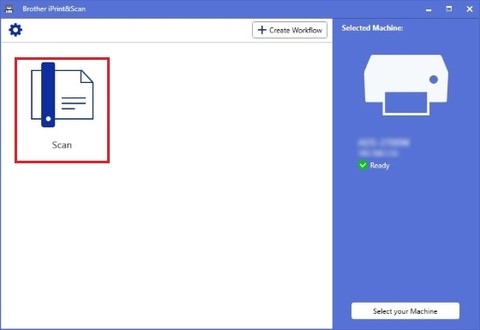 Brother iPrint&Scan
Create Workflow
Selected Machine:
Scan
Ready
Select your Machine